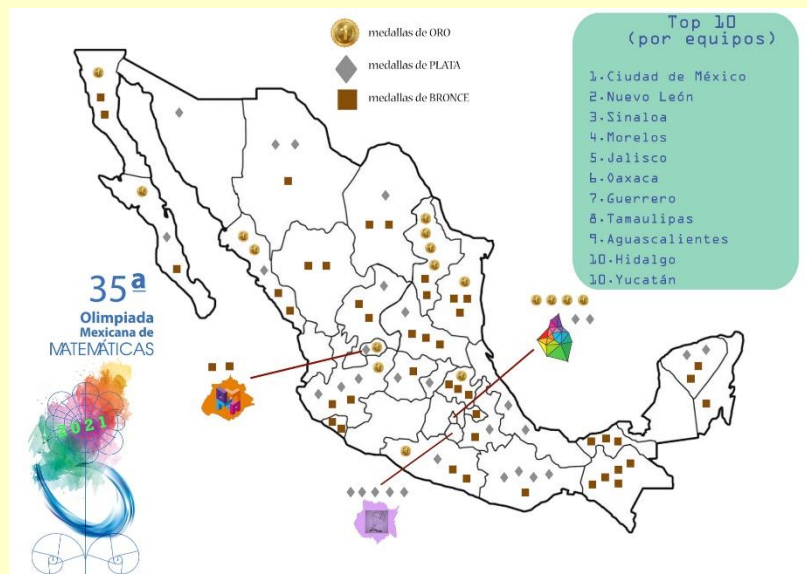 medallas de ORO
medallas de PLATA
medallas de BRONCE
Top 10
(por equipos)
1.Ciudad de México
2.Nuevo León
3.Sinaloa
4.Morelos
5.Jalisco
6.Oaxaca
7.Guerrero
8.Tamaulipas
9.Aguascalientes
10.Hidalgo
10.Yucatán
35ª
Olimpiada
Mexicana de
MATEMÁTICAS
2021